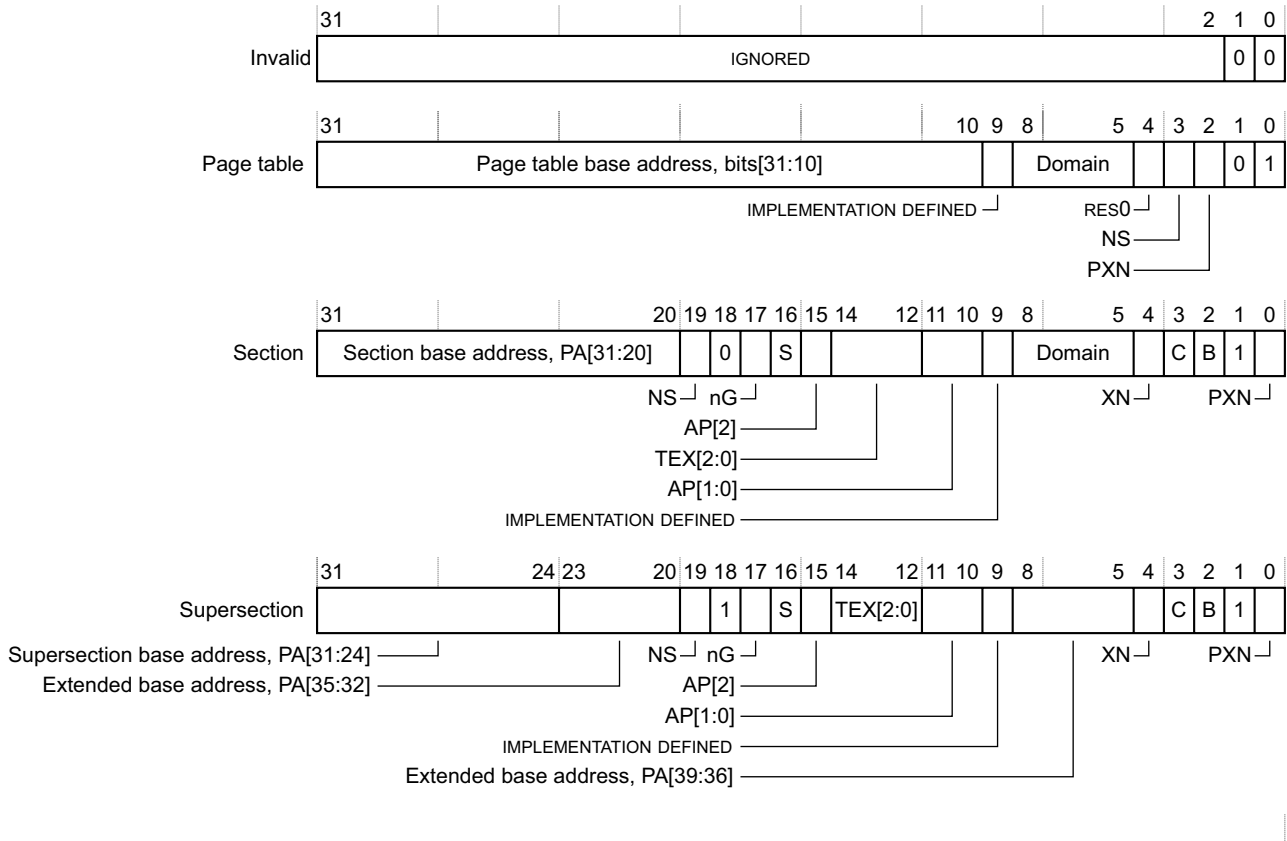 31 2 1 0
Invalid IGNORED 0 0
31 10 9 8 5 4 3 2 1 0
Page table Page table base address, bits[31:10] Domain 0 1
IMPLEMENTATION DEFINED RES0
NS
PXN
31 20 19 18 17 16 15 14 12 11 10 9 8 5 4 3 2 1 0
Section Section base address, PA[31:20] 0 S Domain C B 1
NS nG XN PXN
AP[2]
TEX[2:0]
AP[1:0]
IMPLEMENTATION DEFINED
31 24 23 20 19 18 17 16 15 14 12 11 10 9 8 5 4 3 2 1 0
Supersection 1 S TEX[2:0] C B 1
Supersection base address, PA[31:24] NS nG XN PXN
Extended base address, PA[35:32] AP[2]
AP[1:0]
IMPLEMENTATION DEFINED
Extended base address, PA[39:36]